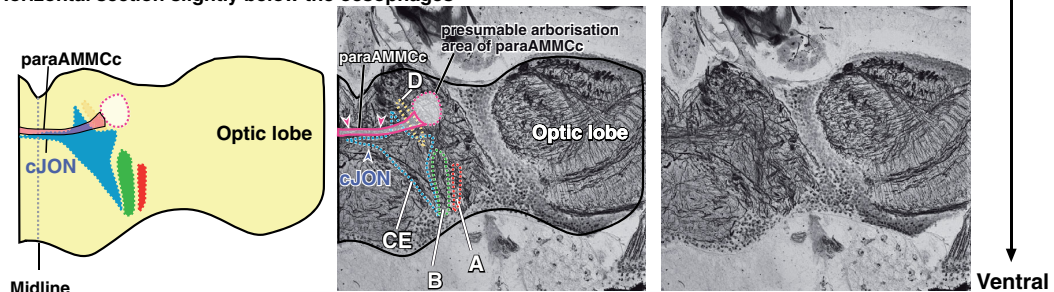 Horizontal section slightly below the oesophagus
paraAMMCc
cJON
Optic lobe
Midline
presumable arborisation
area of paraAMMCc
paraAMMCc
D
Optic lobe
cJON
CE
B
A
Ventral